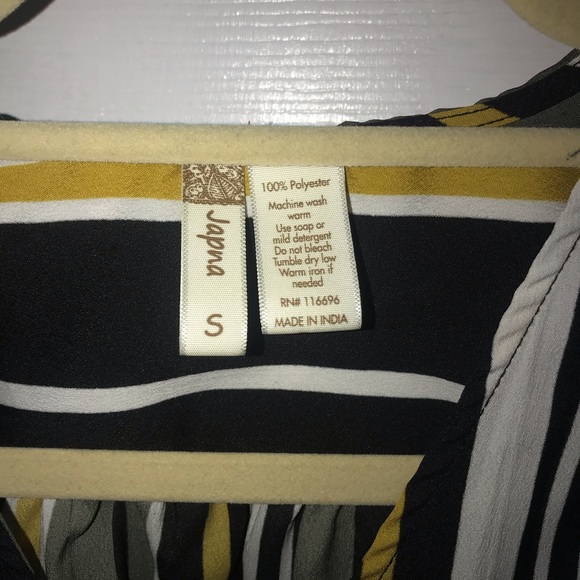 Japna
S
100% Polyester
Machine wash
warm
Use soap or
mild detergent
Do not bleach
Tumble dry low
Warm iron if
needed
RN# 116696
MADE IN INDIA